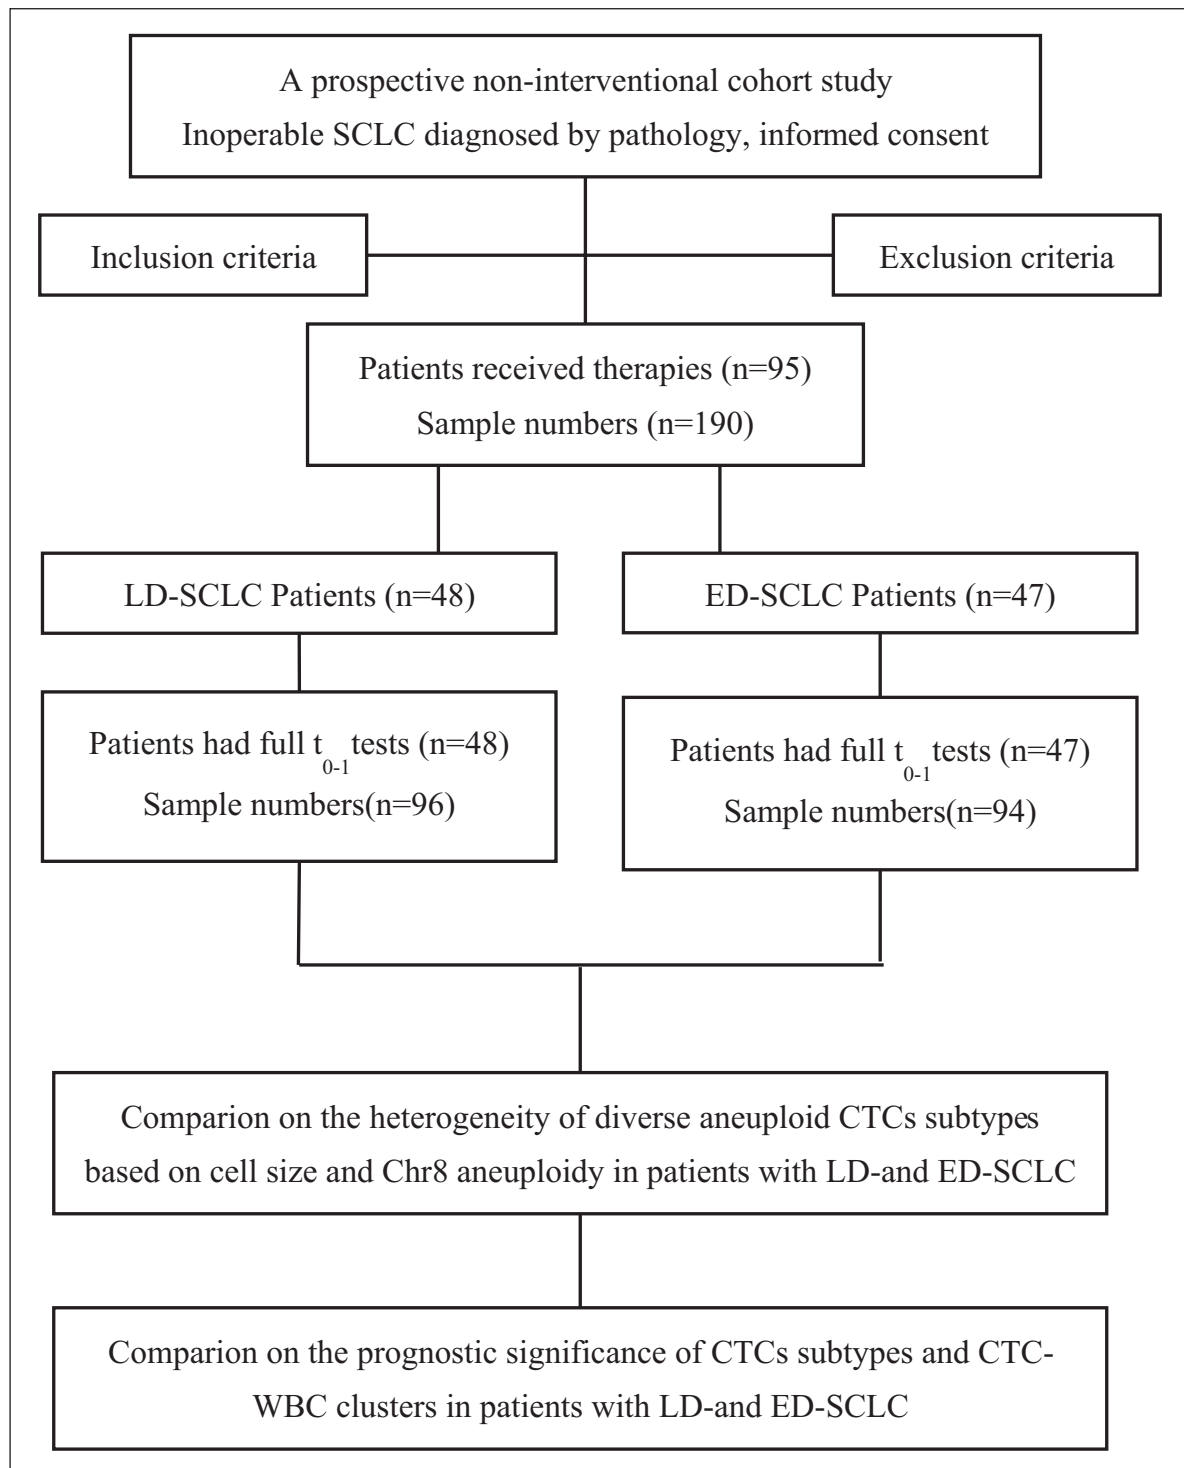 A prospective non-interventional cohort study
Inoperable SCLC diagnosed by pathology, informed consent
Inclusion criteria
Exclusion criteria
Patients received therapies (n=95)
Sample numbers (n=190)
LD-SCLC Patients (n=48)
ED-SCLC Patients (n=47)
Patients had full t0-1 tests (n=48)
Sample numbers(n=96)
Patients had full t0-1 tests (n=47)
Sample numbers(n=94)
Comparion on the heterogeneity of diverse aneuploid CTCs subtypes
based on cell size and Chr8 aneuploidy in patients with LD-and ED-SCLC
Comparion on the prognostic significance of CTCs subtypes and CTC-
WBC clusters in patients with LD-and ED-SCLC